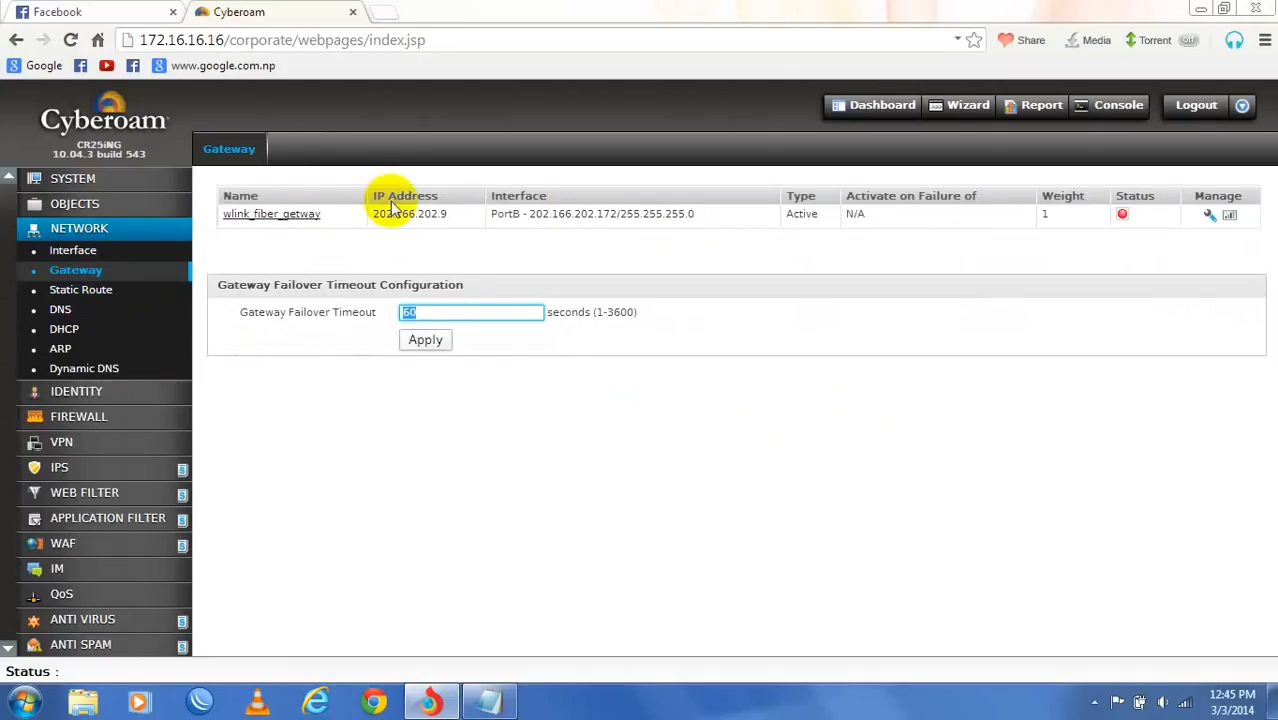 Facebook
Cyberoam
172.16.16.16/corporate/webpages/index.jsp
Share
Media
Torrent
off
Google
www.google.com.np
Cyberoam
CR25iNG
10.04.3 build 543
Dashboard
Wizard
Report
Console
Logout
SYSTEM
OBJECTS
NETWORK
Interface
Gateway
Static Route
DNS
DHCP
ARP
Dynamic DNS
IDENTITY
FIREWALL
VPN
IPS
WEB FILTER
APPLICATION FILTER
WAF
IM
QoS
ANTI VIRUS
ANTI SPAM
Gateway
Name IP Address Interface Type Activate on Failure of Weight Status Manage
wlink_fiber_getway 202.166.202.9 PortB - 202.166.202.172/255.255.255.0 Active N/A 1
Gateway Failover Timeout Configuration
Gateway Failover Timeout 60 seconds (1-3600)
Apply
Status :
12:45 PM
3/3/2014